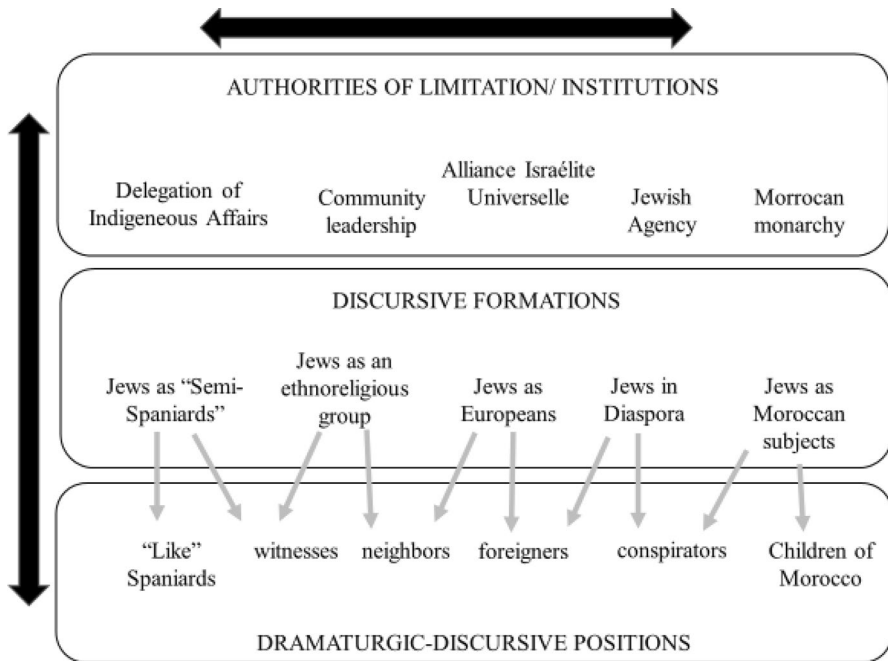 AUTHORITIES OF LIMITATION/ INSTITUTIONS
Delegation of
Indigeneous Affairs
Community
leadership
Alliance Israélite
Universelle
Jewish
Agency
Morrocan
monarchy
DISCURSIVE FORMATIONS
Jews as “Semi-
Spaniards”
Jews as an
ethnoreligious
group
Jews as
Europeans
Jews in
Diaspora
Jews as
Moroccan
subjects
“Like”
Spaniards
witnesses
neighbors
foreigners
conspirators
Children of
Morocco
DRAMATURGIC-DISCURSIVE POSITIONS